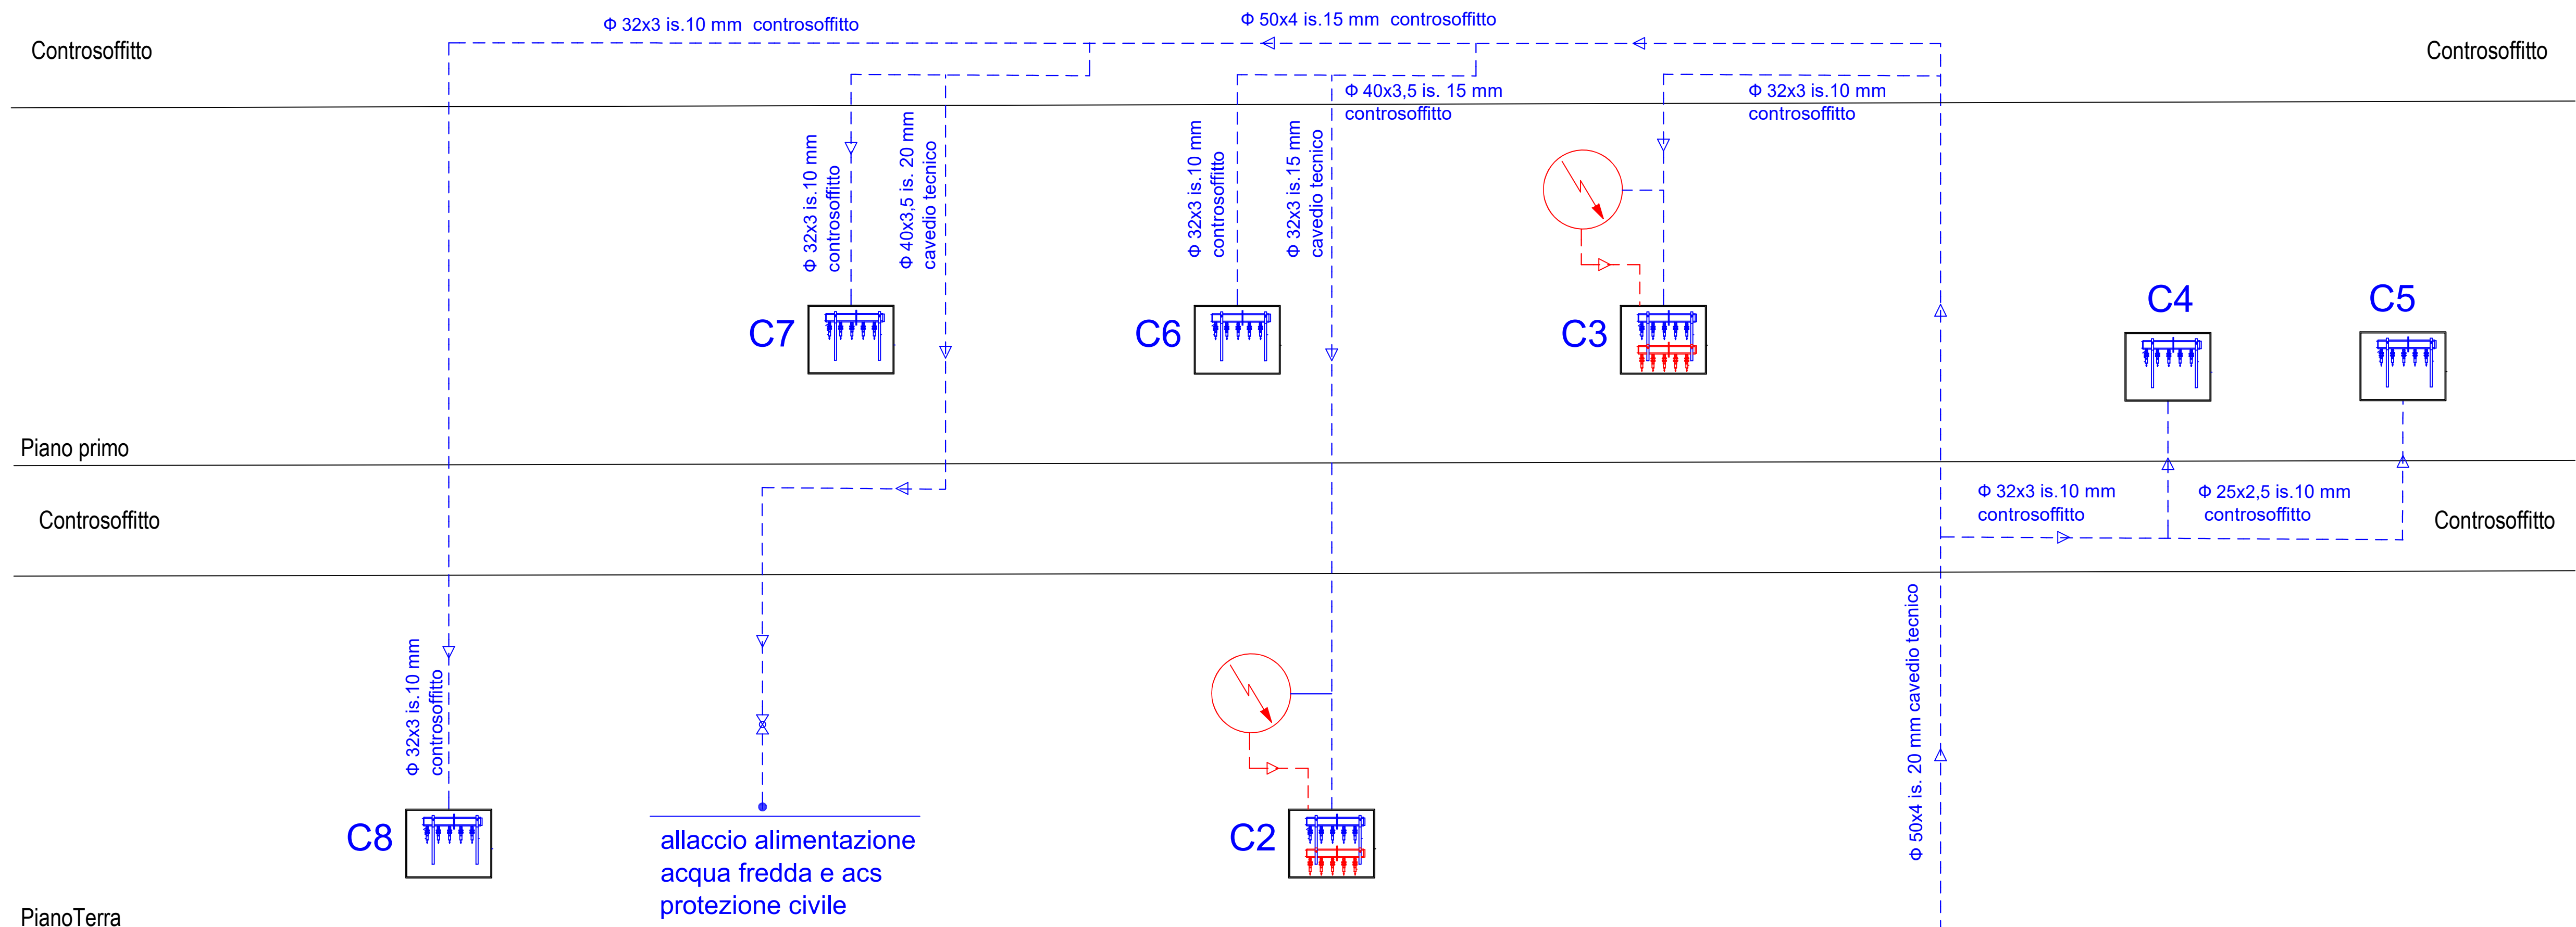 Φ 32x3 is.10 mm  controsoffitto
Φ 50x4 is.15 mm  controsoffitto
Controsoffitto
Controsoffitto
Φ 40x3,5 is. 15 mm
controsoffitto
Φ 32x3 is.10 mm
controsoffitto
Φ 32x3 is.10 mm
controsoffitto
Φ 40x3,5 is. 20 mm
cavedio tecnico
Φ 32x3 is.10 mm
controsoffitto
Φ 32x3 is.15 mm
cavedio tecnico
C7
C6
C3
C4
C5
Piano primo
Controsoffitto
Φ 32x3 is.10 mm
controsoffitto
Φ 25x2,5 is.10 mm
controsoffitto
Controsoffitto
Φ 32x3 is.10 mm
controsoffitto
Φ 50x4 is. 20 mm cavedio tecnico
C8
allaccio alimentazione
acqua fredda e acs
protezione civile
C2
PianoTerra